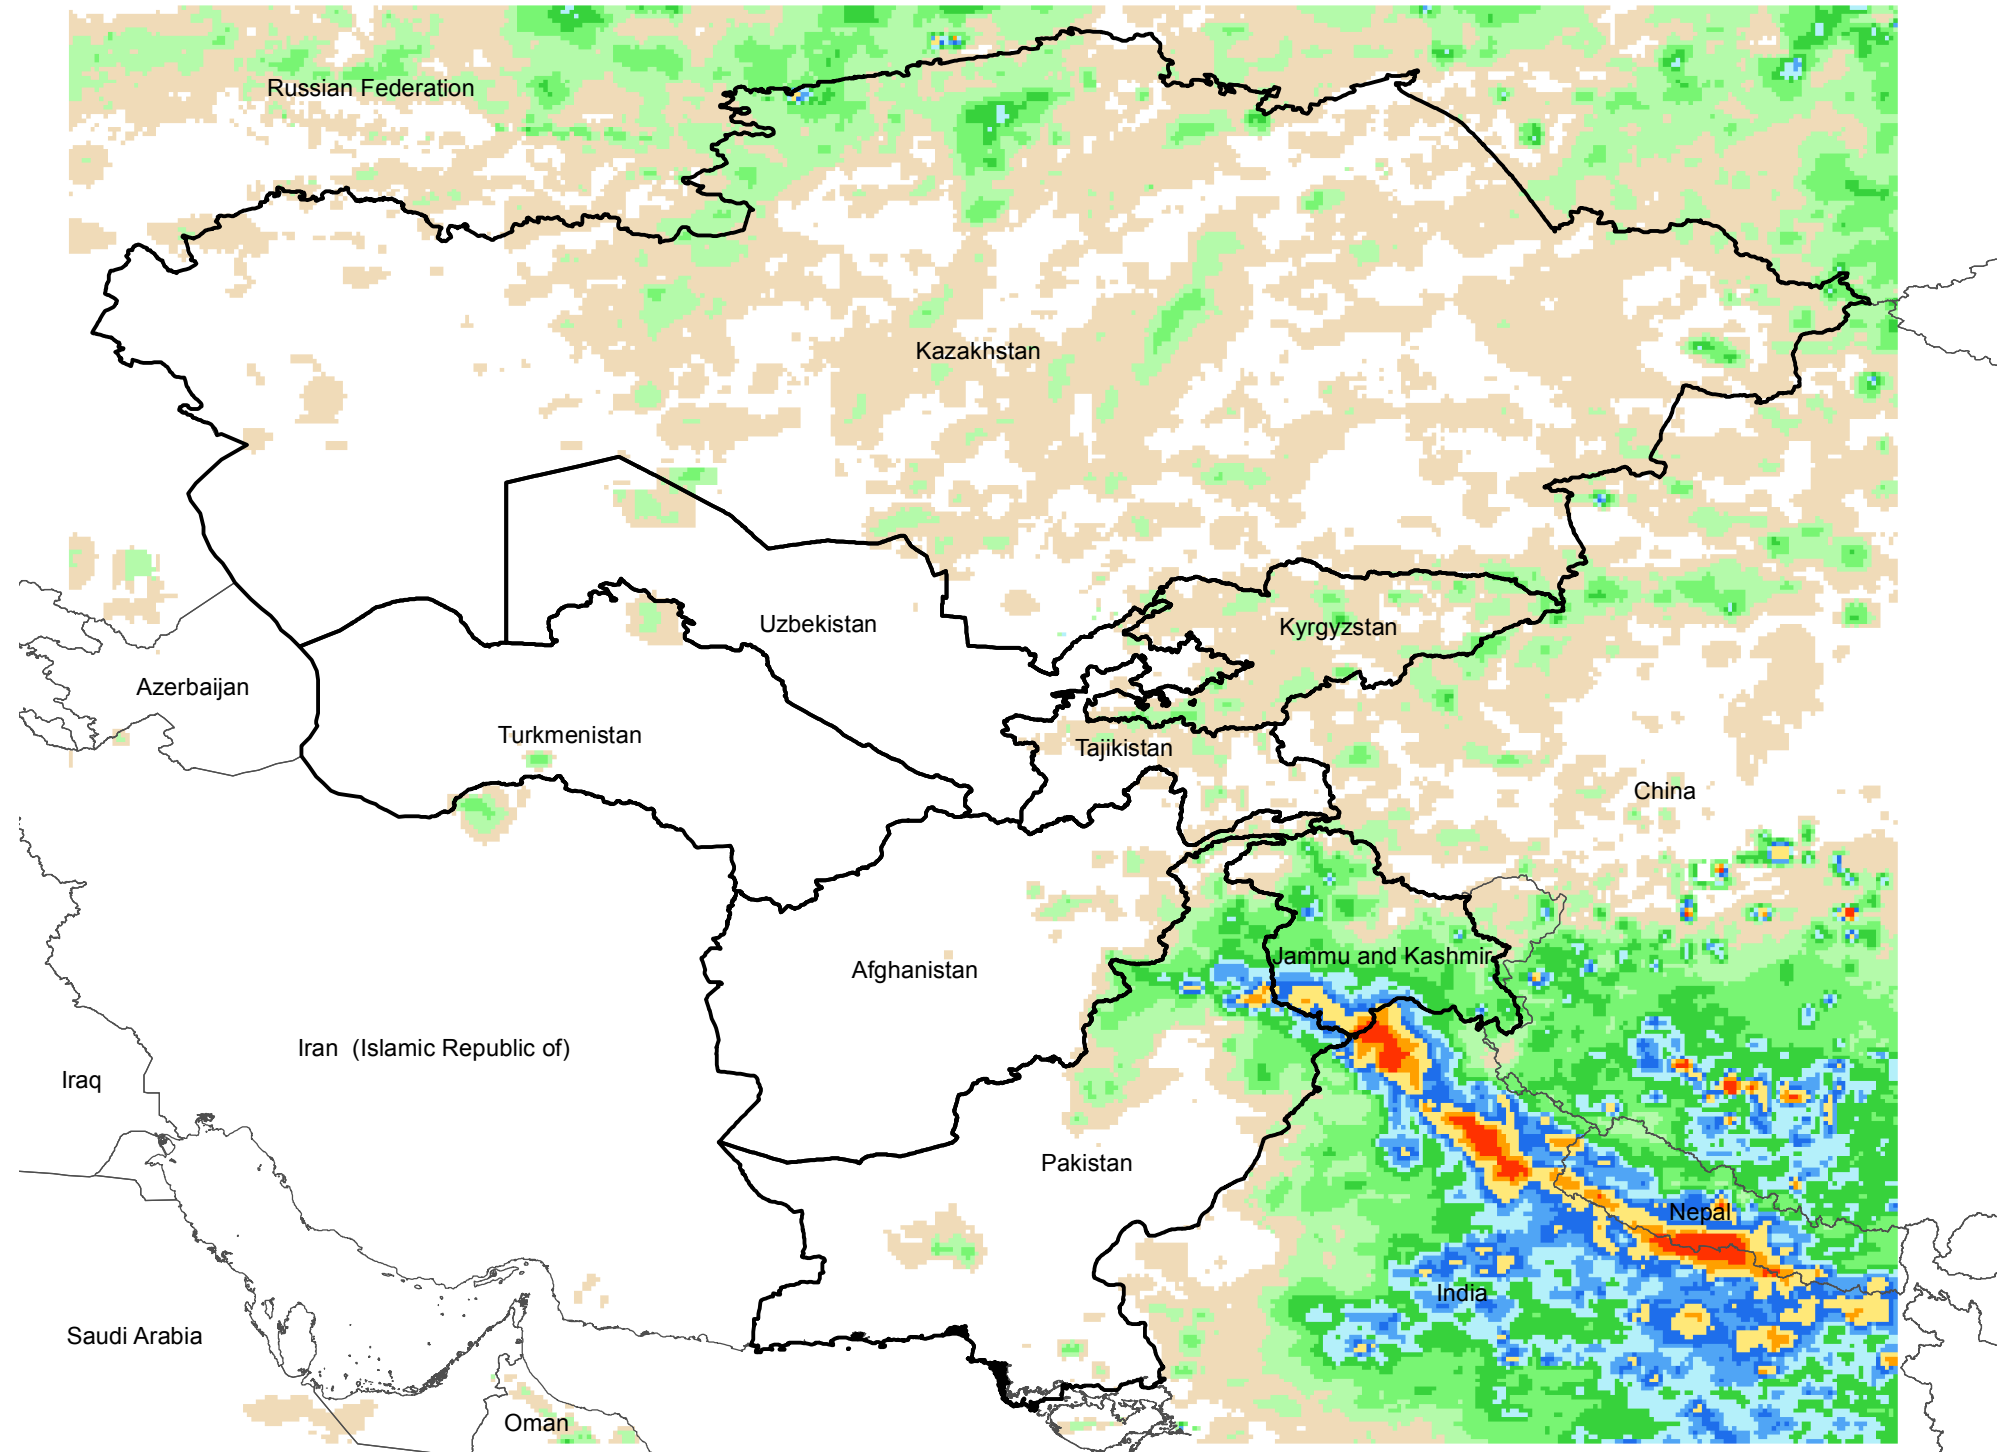 Russian Federation
Kazakhstan
Uzbekistan
Kyrgyzstan
Azerbaijan
Turkmenistan
Tajikistan
China
Afghanistan
Jammu and Kashmir
Iran  (Islamic Republic of)
Iraq
Pakistan
Nepal
India
Saudi Arabia
Oman